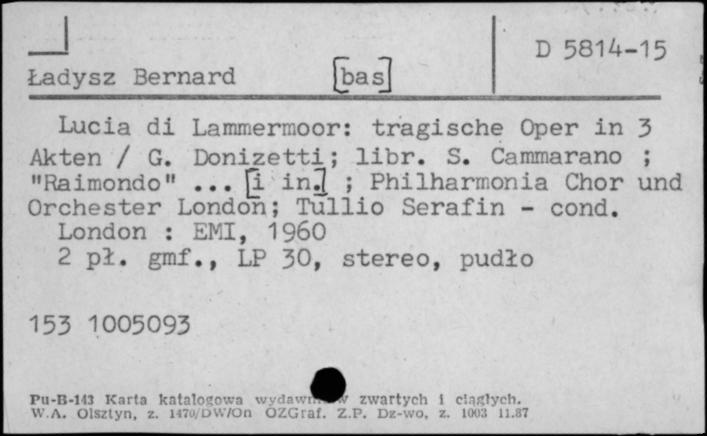 D 5814-15
Ładysz Bernard [bas]
Lucia di Lammermoor: tragische Oper in 3
Akten / G. Donizetti; libr. S. Cammarano ;
"Raimondo" ... [i in.] ; Philharmonia Chor und
Orchester London; Tullio Serafin - cond.
London : EMI, 1960
2 pł. gmf., LP 30, stereo, pudło
153 1005093
Pu-B-143 Karta katalogowa zwartych i ciągłych.
W.A. Olsztyn, z. 1470/DW/On OZGraf. Z.P. Dz-wo, z. 1003 11.87